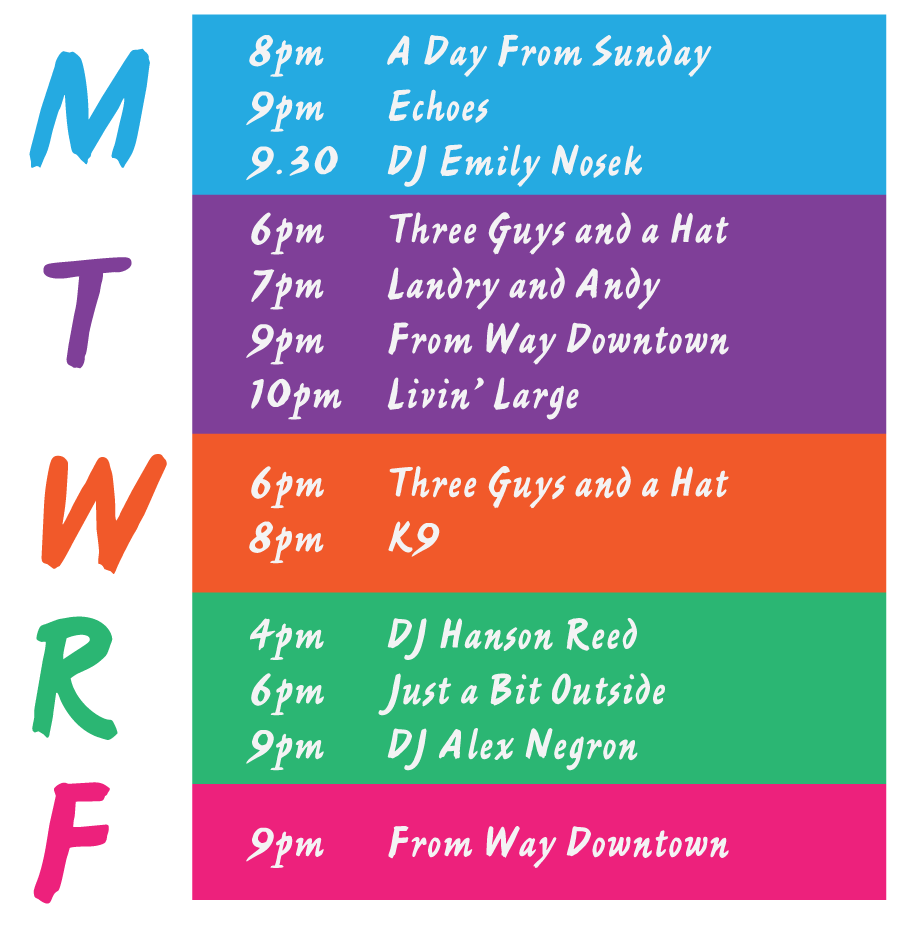 M
8pm A Day From Sunday
9pm Echoes
9.30 DJ Emily Nosek
T
6pm Three Guys and a Hat
7pm Landry and Andy
9pm From Way Downtown
10pm Livin’ Large
W
6pm Three Guys and a Hat
8pm K9
R
4pm DJ Hanson Reed
6pm Just a Bit Outside
9pm DJ Alex Negron
F
9pm From Way Downtown